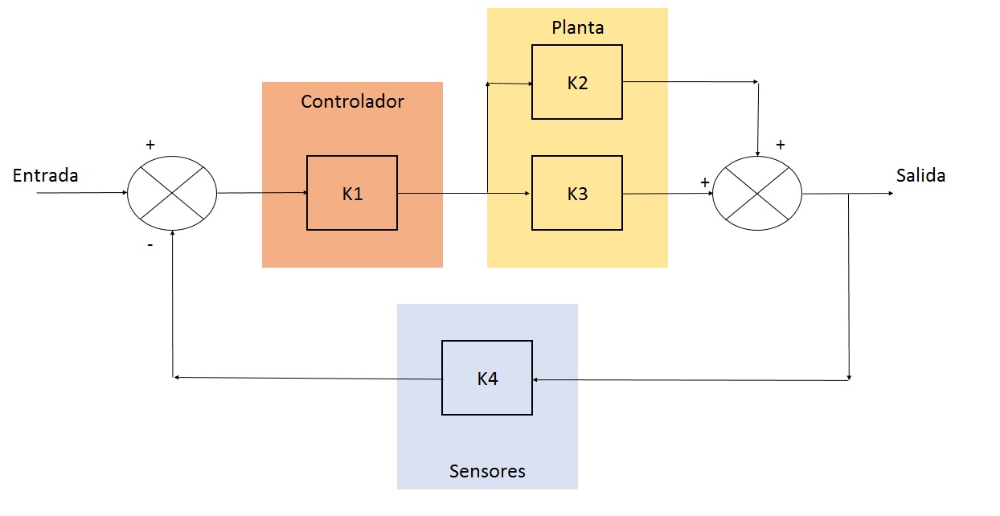 Planta
K2
Controlador
+
+
Entrada
Salida
+
K1
K3
-
K4
Sensores